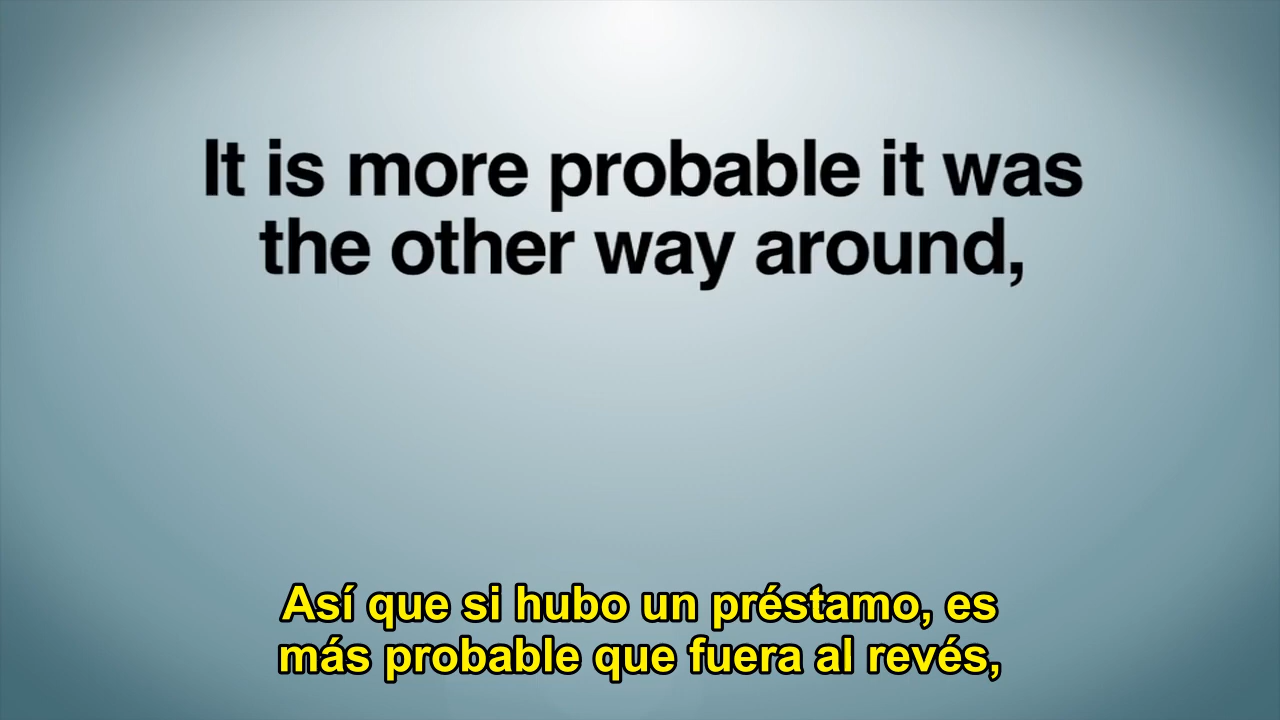 It is more probable it was
the other way around,
Así que si hubo un préstamo, es
más probable que fuera al revés,